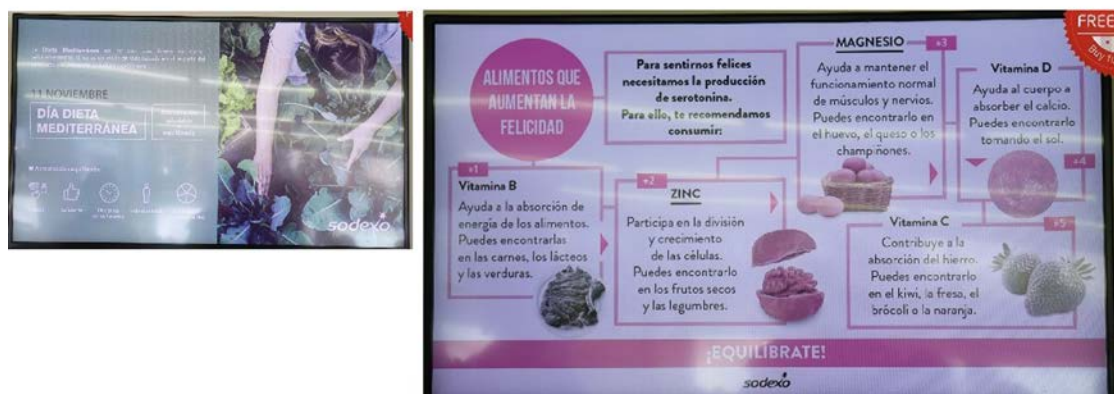 11 NOVIEMBRE
DÍA DIETA
MEDITERRÁNEA
sodexo
ALIMENTOS QUE
AUMENTAN LA
FELICIDAD
Para sentirnos felices
necesitamos la producción
de serotonina.
Para ello, te recomendamos
consumir:
+1
Vitamina B
Ayuda a la absorción de
energía de los alimentos.
Puedes encontrarlas
en las carnes, los lácteos
y las verduras.
+2
ZINC
Participa en la división
y crecimiento
de las células.
Puedes encontrarlo
en los frutos secos
y las legumbres.
MAGNESIO
+3
Ayuda a mantener el
funcionamiento normal
de músculos y nervios.
Puedes encontrarlo en
el huevo, el queso o los
champiñones.
Vitamina D
Ayuda al cuerpo a
absorber el calcio.
Puedes encontrarlo
tomando el sol.
+4
Vitamina C
+5
Contribuye a la
absorción del hierro.
Puedes encontrarlo
en el kiwi, la fresa, el
brócoli o la naranja.
¡EQUILÍBRATE!
sodexo
FREE
Buy